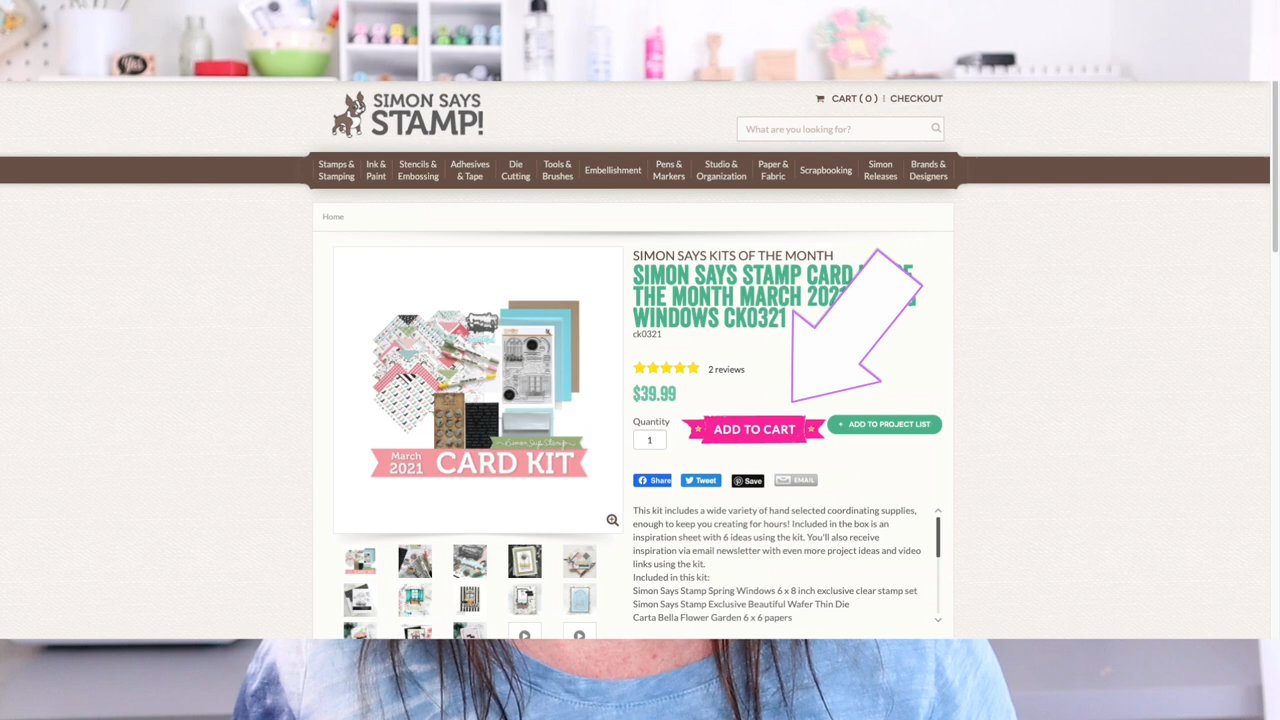 Yes
SIMON SAYS
STAMP!
CART ( 0 ) CHECKOUT
What are you looking for?
Stamps &
Stamping
Ink &
Paint
Stencils &
Embossing
Adhesives
& Tape
Die
Cutting
Tools &
Brushes
Embellishment
Pens &
Markers
Studio &
Organization
Paper &
Fabric
Scrapbooking
Simon
Releases
Brands &
Designers
Home
SIMON SAYS KITS OF THE MONTH
SIMON SAYS STAMP CARD
THE MONTH MARCH
WINDOWS CK0321
ck0321
2 reviews
$39.99
Quantity
1
ADD TO CART
+ ADD TO PROJECT LIST
Share
Tweet
Save
EMAIL
Simon Says Stamp
March
2021
CARD KIT
This kit includes a wide variety of hand selected coordinating supplies,
enough to keep you creating for hours! Included in the box is an
inspiration sheet with 6 ideas using the kit. You'll also receive
inspiration via email newsletter with even more project ideas and video
links using the kit.
Included in this kit:
Simon Says Stamp Spring Windows 6 x 8 inch exclusive clear stamp set
Simon Says Stamp Exclusive Beautiful Wafer Thin Die
Carta Bella Flower Garden 6 x 6 papers